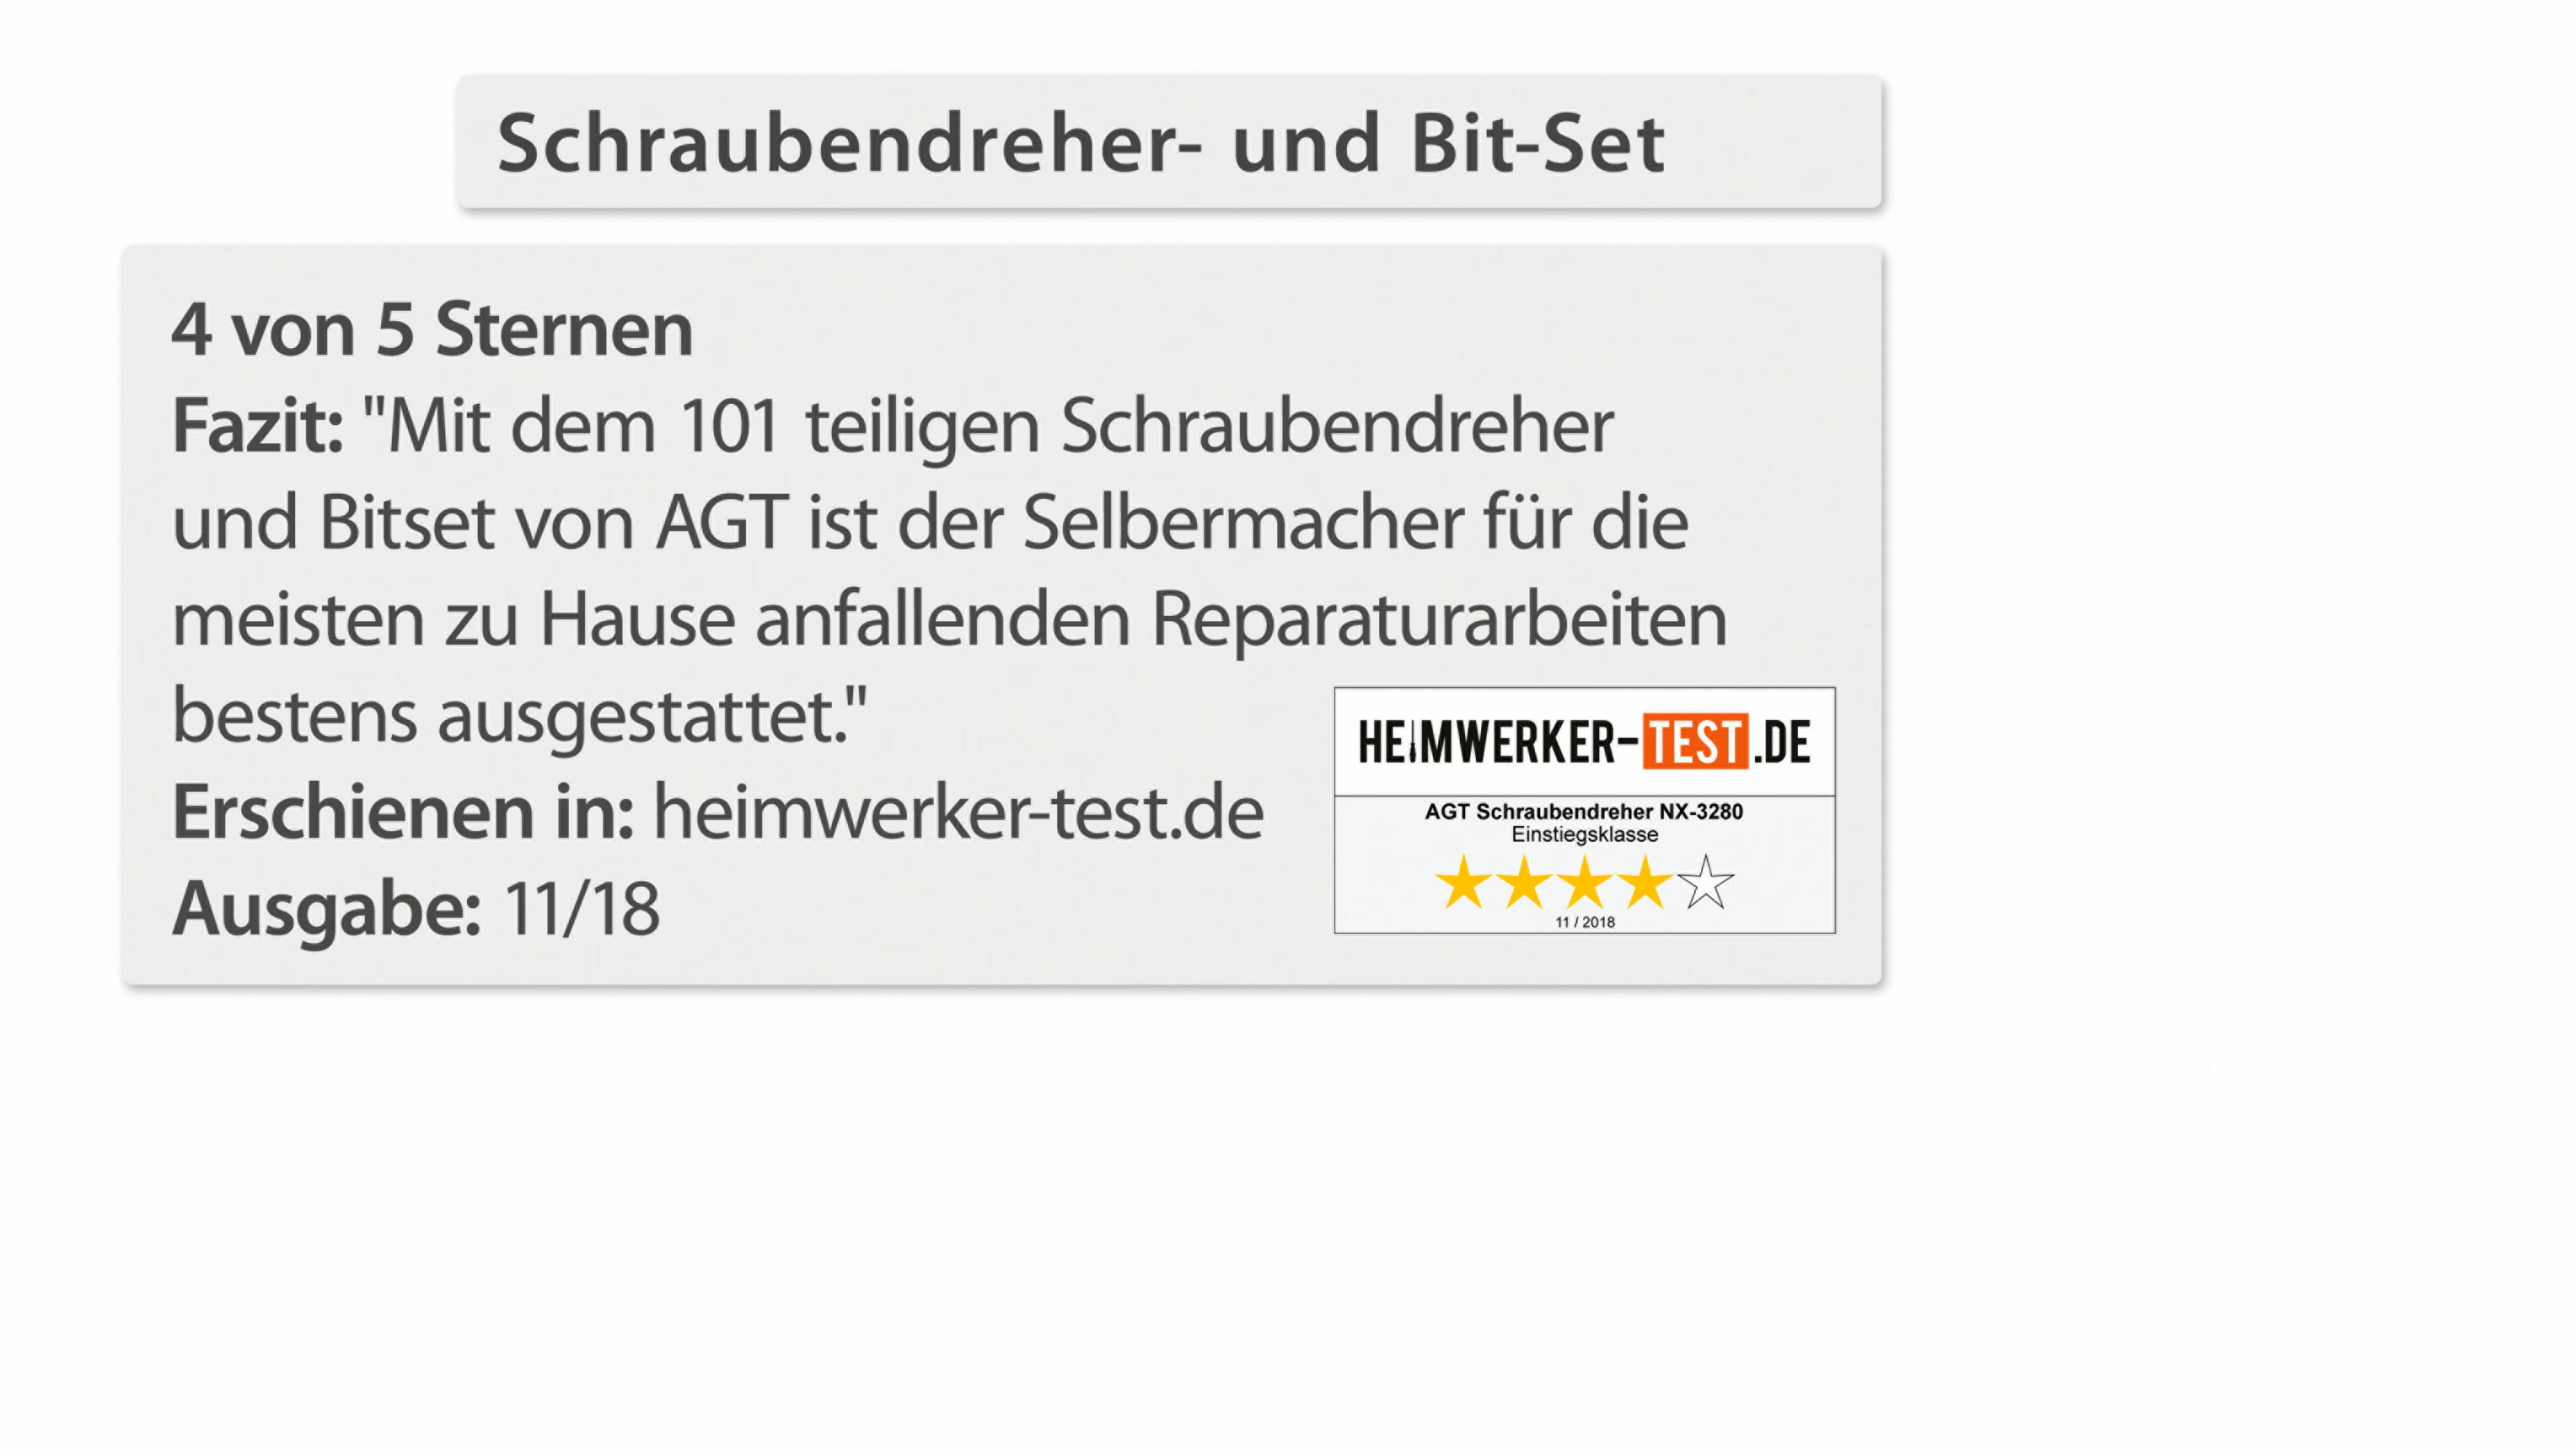 Schraubendreher- und Bit-Set
4 von 5 Sternen
Fazit: "Mit dem 101 teiligen Schraubendreher
und Bitset von AGT ist der Selbermacher für die
meisten zu Hause anfallenden Reparaturarbeiten
bestens ausgestattet."
Erschienen in: heimwerker-test.de
Ausgabe: 11/18
HEIMWERKER-TEST.DE
AGT Schraubendreher NX-3280
Einstiegsklasse
11 / 2018